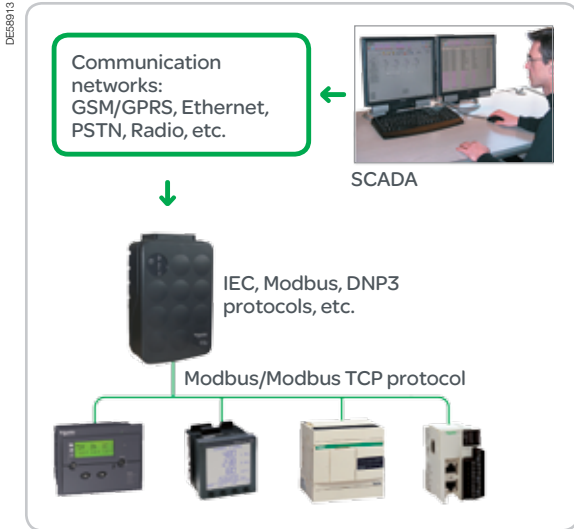 DE58913
Communication
networks:
GSM/GPRS, Ethernet,
PSTN, Radio, etc.
SCADA
IEC, Modbus, DNP3
protocols, etc.
Modbus/Modbus TCP protocol